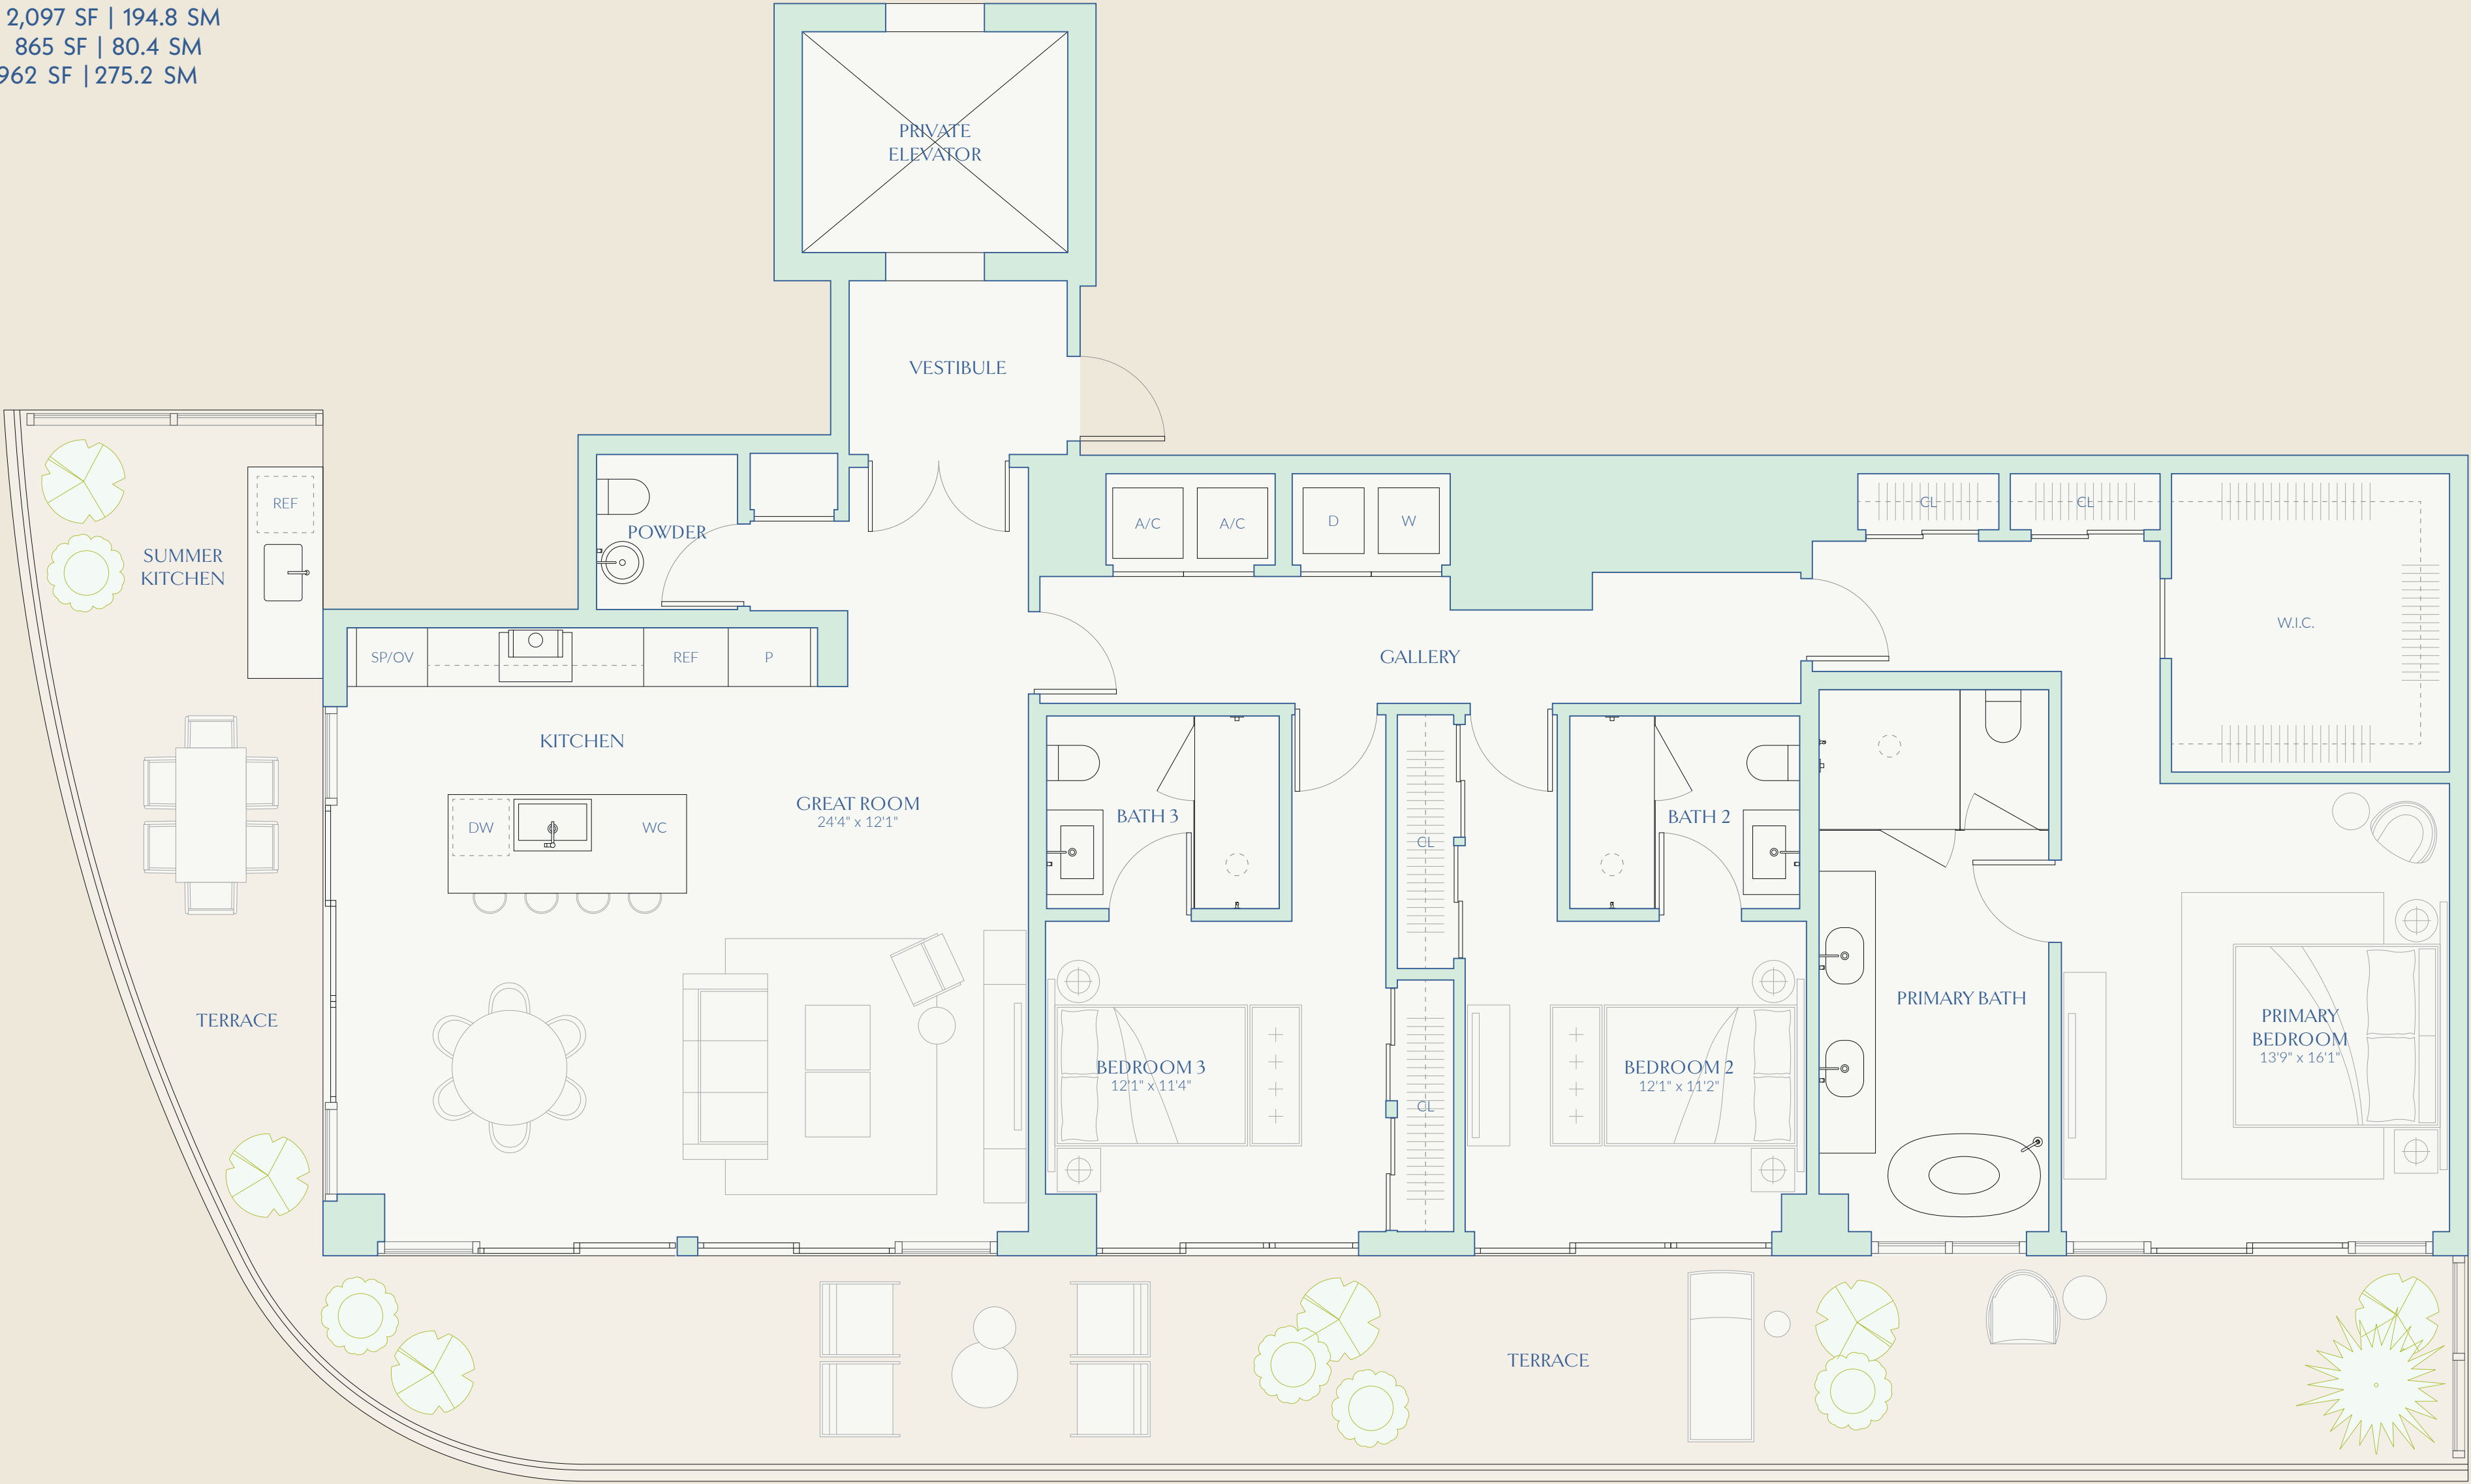 2,097 SF | 194.8 SM
865 SF | 80.4 SM
962 SF | 275.2 SM
PRIVATE
ELEVATOR
VESTIBULE
REF
SUMMER
KITCHEN
POWDER
A/C
A/C
D
W
CL
CL
W.I.C.
SP/OV
REF
P
GALLERY
KITCHEN
GREAT ROOM
24'4" x 12'1"
DW
WC
BATH 3
CL
BATH 2
TERRACE
PRIMARY BATH
PRIMARY
BEDROOM
13'9" x 16'1"
BEDROOM 3
12'1" x 11'4"
CL
BEDROOM 2
12'1" x 11'2"
TERRACE